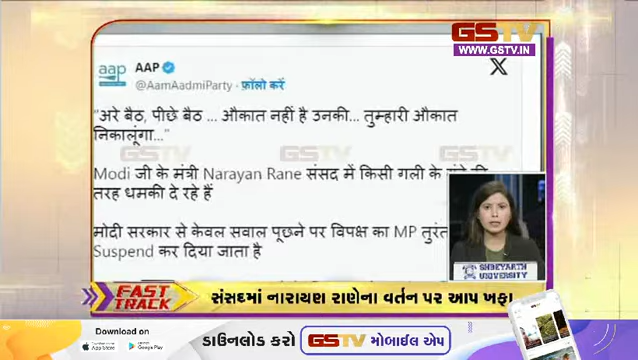 GSTV
WWW.GSTV.IN
aap
AAP
@AamAadmiParty · फ़ॉलो करें
"अरे बैठ, पीछे बैठ ... औकात नहीं है उनकी... तुम्हारी औकात
निकालूंगा..."
Modi जी के मंत्री Narayan Rane संसद में किसी गली के
तरह धमकी दे रहे हैं
मोदी सरकार से केवल सवाल पूछने पर विपक्ष का MP तुरंत
Suspend कर दिया जाता है
SHREYARTH
UNIVERSITY
FAST
TRACK
સંસદમાં નારાયણ રાણેના વર્તન પર આપ ખફા
Download on
App Store
Google Play
ડાઉનલોડ કરો GSTV મોબાઈલ એપ